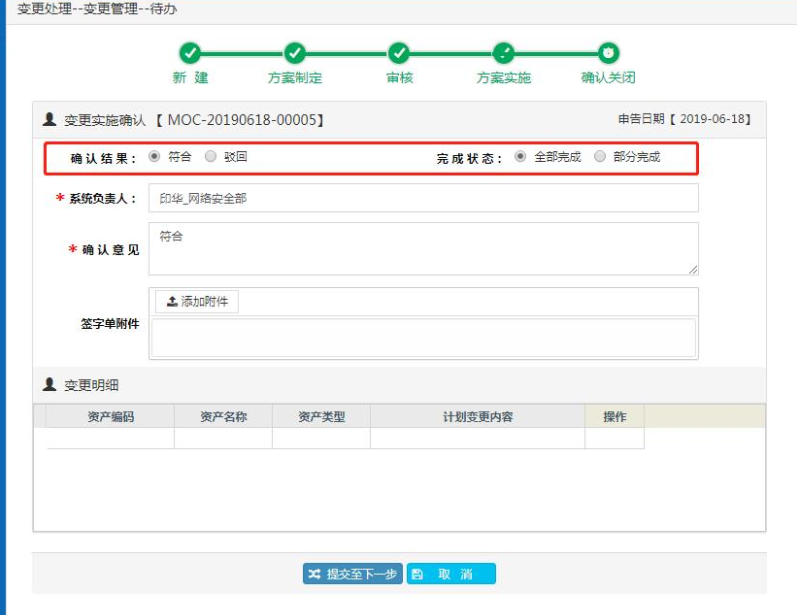 变更处理--变更管理--待办
新 建 方案制定 审核 方案实施 确认关闭
变更实施确认 【 MOC-20190618-00005】 申告日期【 2019-06-18】
确 认 结 果： 符合 驳回 完 成 状 态： 全部完成 部分完成
* 系统负责人： 印华_网络安全部
* 确 认 意 见 符合
添加附件
签字单附件
变更明细
资产编码 资产名称 资产类型 计划变更内容 操作
提交至下一步 取 消